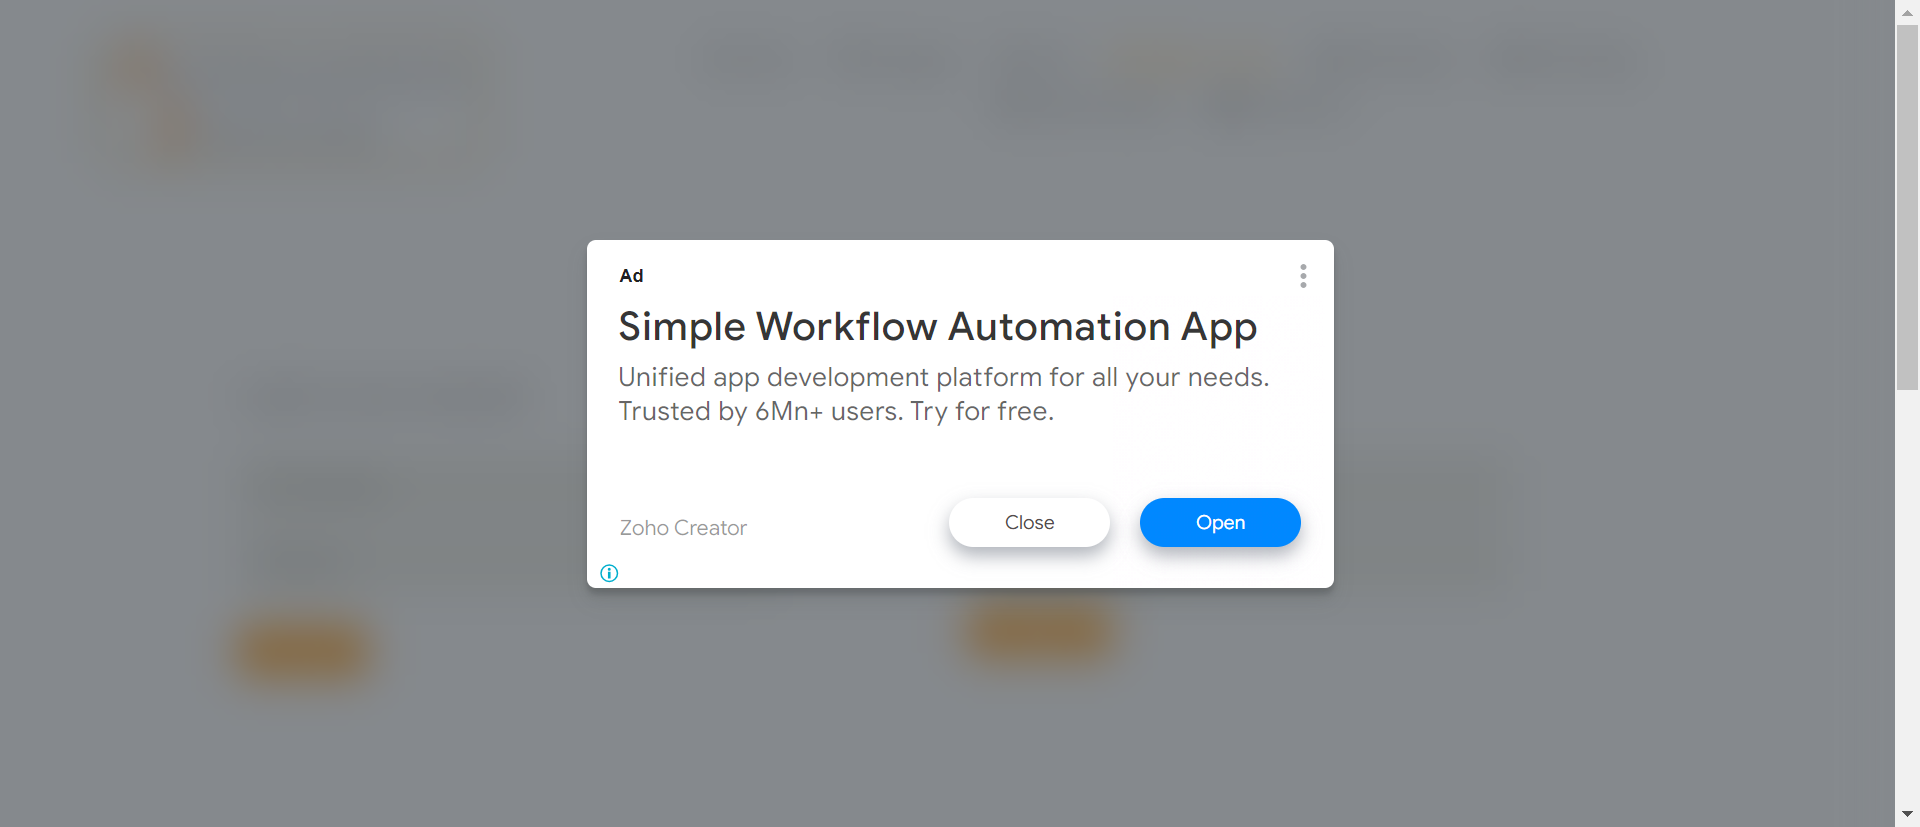 Ad
Simple Workflow Automation App
Unified app development platform for all your needs.
Trusted by 6Mn+ users. Try for free.
Zoho Creator
Close
Open